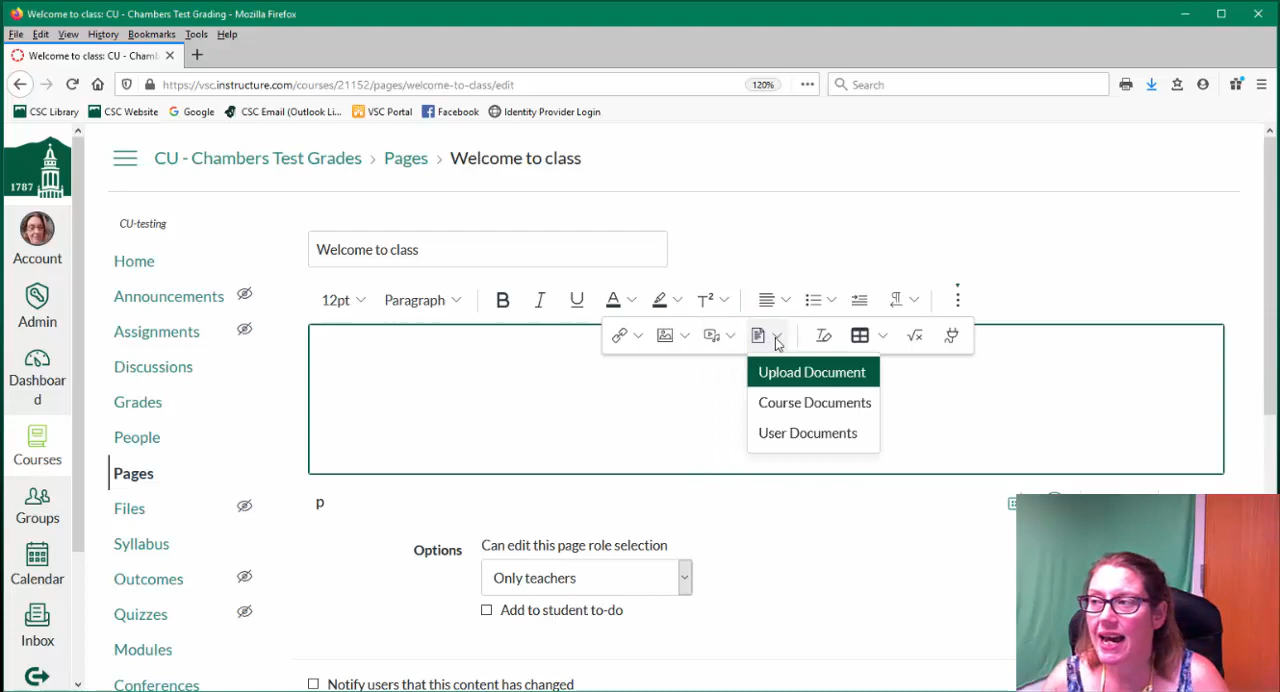 Welcome to class: CU - Chambers Test Grading - Mozilla Firefox
File Edit View History Bookmarks Tools Help
Welcome to class: CU - Chamb
https://vsc.instructure.com/courses/21152/pages/welcome-to-class/edit 120% Search
CSC Library CSC Website Google CSC Email (Outlook Li... VSC Portal Facebook Identity Provider Login
1787
Account
Admin
Dashboar
d
Courses
Groups
Calendar
Inbox
CU - Chambers Test Grades > Pages > Welcome to class
CU-testing
Home
Announcements
Assignments
Discussions
Grades
People
Pages
Files
Syllabus
Outcomes
Quizzes
Modules
Conferences
Welcome to class
12pt Paragraph B I U A T²
Upload Document
Course Documents
User Documents
p
Options Can edit this page role selection
Only teachers
Add to student to-do
Notify users that this content has changed